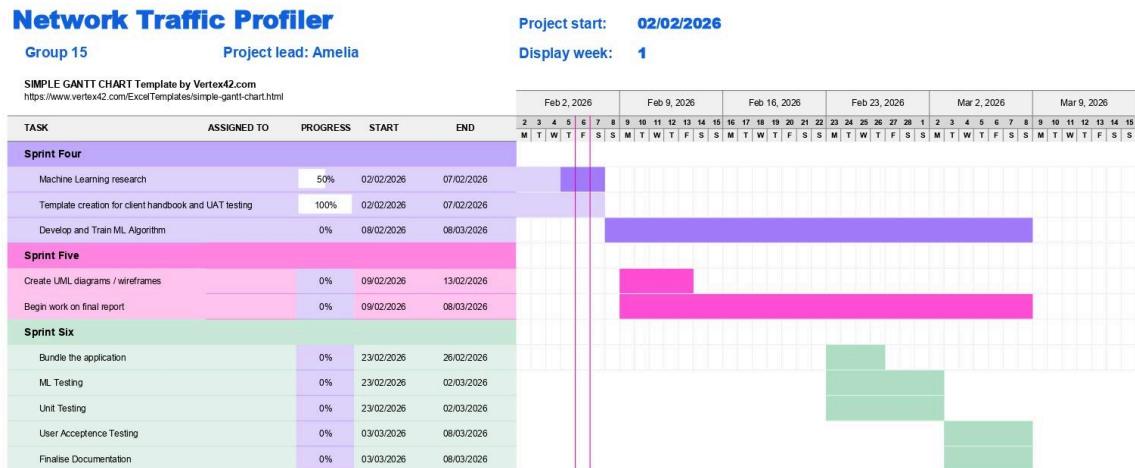 Network Traffic Profiler
Project start: 02/02/2026
Group 15 Project lead: Amelia
Display week: 1
SIMPLE GANTT CHART Template by Vertex42.com
https://www.vertex42.com/ExcelTemplates/simple-gantt-chart.html
Feb 2, 2026 Feb 9, 2026 Feb 16, 2026 Feb 23, 2026 Mar 2, 2026 Mar 9, 2026
2 3 4 5 6 7 8 9 10 11 12 13 14 15 16 17 18 19 20 21 22 23 24 25 26 27 28 1 2 3 4 5 6 7 8 9 10 11 12 13 14 15
TASK ASSIGNED TO PROGRESS START END
M T W T F S S M T W T F S S M T W T F S S M T W T F S S M T W T F S S M T W T F S S
Sprint Four
Machine Learning research 50% 02/02/2026 07/02/2026
Template creation for client handbook and UAT testing 100% 02/02/2026 07/02/2026
Develop and Train ML Algorithm 0% 08/02/2026 08/03/2026
Sprint Five
Create UML diagrams / wireframes 0% 09/02/2026 13/02/2026
Begin work on final report 0% 09/02/2026 08/03/2026
Sprint Six
Bundle the application 0% 23/02/2026 26/02/2026
ML Testing 0% 23/02/2026 02/03/2026
Unit Testing 0% 23/02/2026 02/03/2026
User Acceptence Testing 0% 03/03/2026 08/03/2026
Finalise Documentation 0% 03/03/2026 08/03/2026